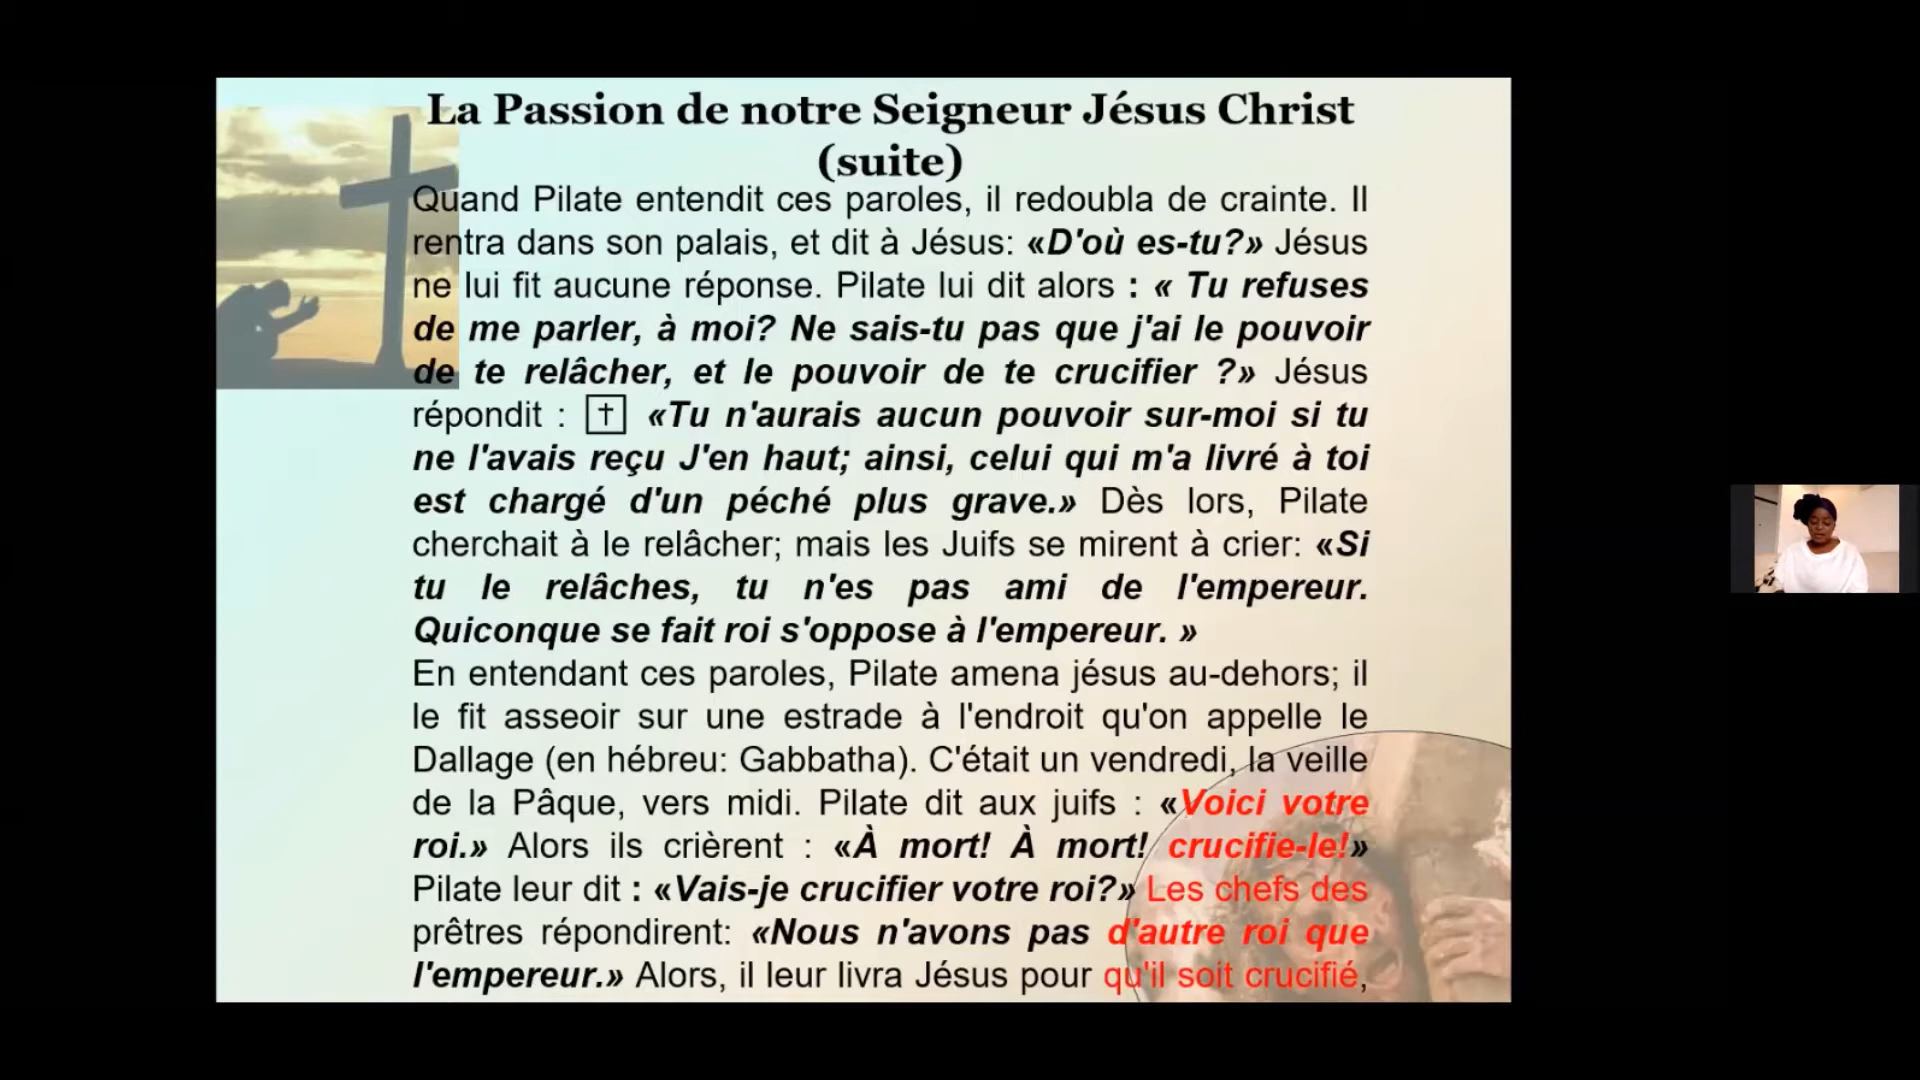 La Passion de notre Seigneur Jésus Christ
(suite)
Quand Pilate entendit ces paroles, il redoubla de crainte. Il
rentra dans son palais, et dit à Jésus: «D'où es-tu?» Jésus
ne lui fit aucune réponse. Pilate lui dit alors : « Tu refuses
de me parler, à moi? Ne sais-tu pas que j'ai le pouvoir
de te relâcher, et le pouvoir de te crucifier ?» Jésus
répondit : ✝ «Tu n'aurais aucun pouvoir sur-moi si tu
ne l'avais reçu J'en haut; ainsi, celui qui m'a livré à toi
est chargé d'un péché plus grave.» Dès lors, Pilate
cherchait à le relâcher; mais les Juifs se mirent à crier: «Si
tu le relâches, tu n'es pas ami de l'empereur.
Quiconque se fait roi s'oppose à l'empereur. »
En entendant ces paroles, Pilate amena jésus au-dehors; il
le fit asseoir sur une estrade à l'endroit qu'on appelle le
Dallage (en hébreu: Gabbatha). C'était un vendredi, la veille
de la Pâque, vers midi. Pilate dit aux juifs : «Voici votre
roi.» Alors ils crièrent : «À mort! À mort! crucifie-le!»
Pilate leur dit : «Vais-je crucifier votre roi?» Les chefs des
prêtres répondirent: «Nous n'avons pas d'autre roi que
l'empereur.» Alors, il leur livra Jésus pour qu'il soit crucifié,